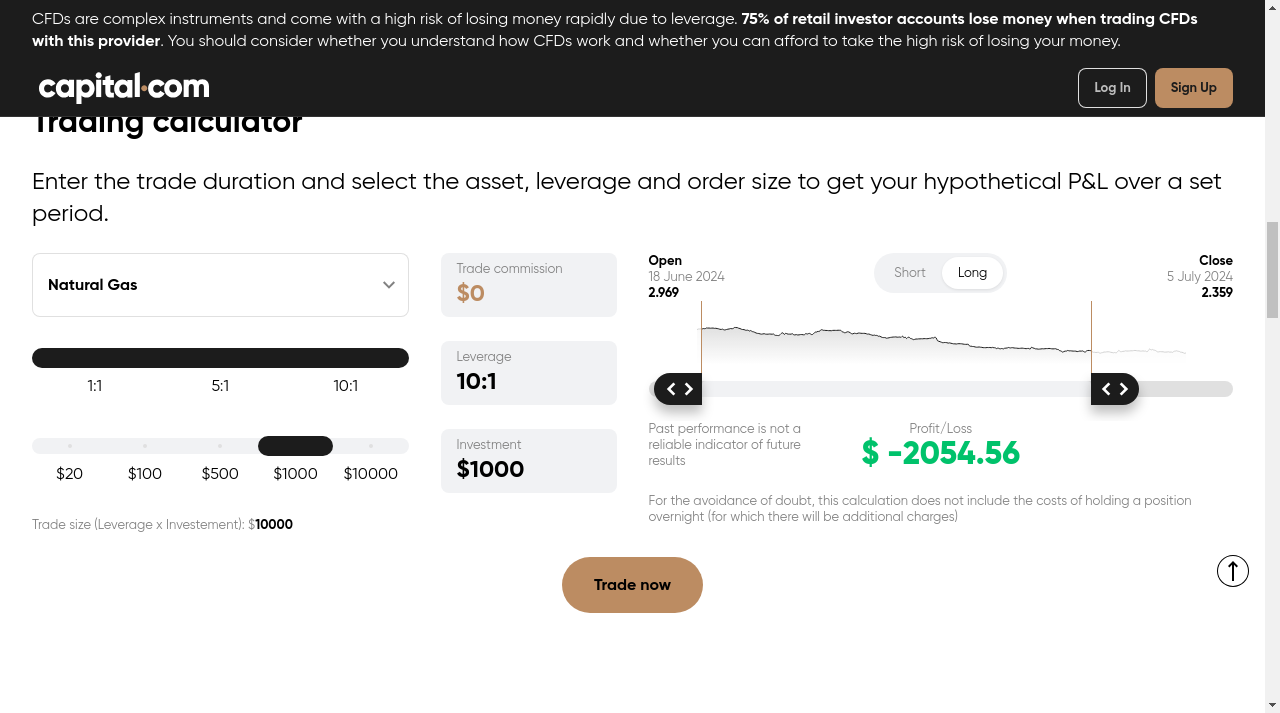 CFDs are complex instruments and come with a high risk of losing money rapidly due to leverage. 75% of retail investor accounts lose money when trading CFDs
with this provider. You should consider whether you understand how CFDs work and whether you can afford to take the high risk of losing your money.
capital.com
Log In
Sign Up
Trading calculator
Enter the trade duration and select the asset, leverage and order size to get your hypothetical P&L over a set
period.
Natural Gas
1:1
5:1
10:1
$20
$100
$500
$1000
$10000
Trade size (Leverage x Investement): $10000
Trade commission
$0
Leverage
10:1
Investment
$1000
Open
18 June 2024
2.969
Short
Long
Close
5 July 2024
2.359
Past performance is not a
reliable indicator of future
results
Profit/Loss
$ -2054.56
For the avoidance of doubt, this calculation does not include the costs of holding a position
overnight (for which there will be additional charges)
Trade now